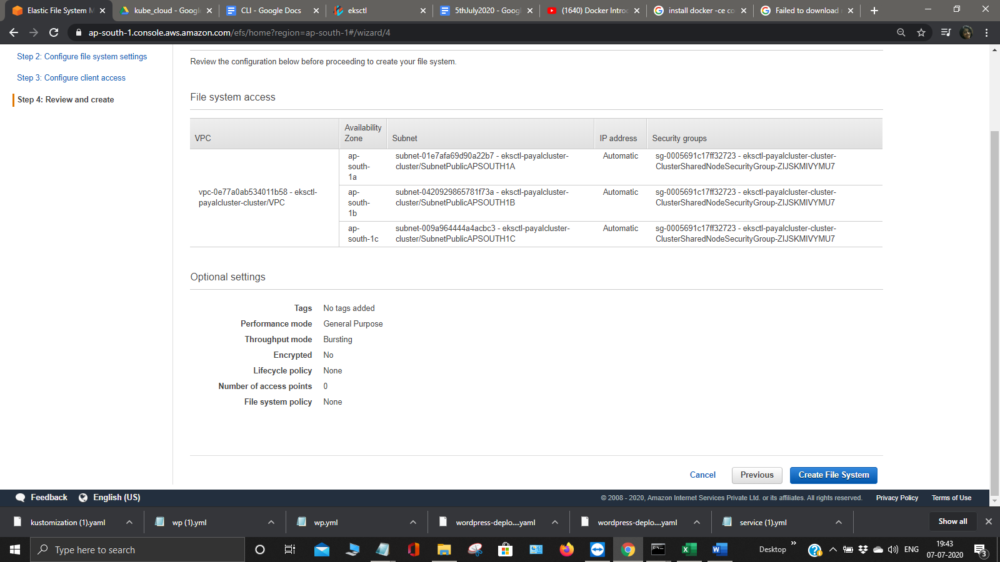 Elastic File System M
kube_cloud - Googl
CLI - Google Docs
eksctl
5thJuly2020 - Googl
(1640) Docker Introd
install docker -ce co
Failed to download
ap-south-1.console.aws.amazon.com/efs/home?region=ap-south-1#/wizard/4
Step 2: Configure file system settings
Step 3: Configure client access
Step 4: Review and create
Review the configuration below before proceeding to create your file system.
File system access
VPC
Availability
Zone
Subnet
IP address
Security groups
vpc-0e77a0ab534011b58 - eksctl-
payalcluster-cluster/VPC
ap-
south-
1a
subnet-01e7afa69d90a22b7 - eksctl-payalcluster-
cluster/SubnetPublicAPSOUTH1A
Automatic
sg-0005691c17ff32723 - eksctl-payalcluster-cluster-
ClusterSharedNodeSecurityGroup-ZIJSKMIVYMU7
ap-
south-
1b
subnet-0420929865781f73a - eksctl-payalcluster-
cluster/SubnetPublicAPSOUTH1B
Automatic
sg-0005691c17ff32723 - eksctl-payalcluster-cluster-
ClusterSharedNodeSecurityGroup-ZIJSKMIVYMU7
ap-
south-1c
subnet-009a964444a4acbc3 - eksctl-payalcluster-
cluster/SubnetPublicAPSOUTH1C
Automatic
sg-0005691c17ff32723 - eksctl-payalcluster-cluster-
ClusterSharedNodeSecurityGroup-ZIJSKMIVYMU7
Optional settings
Tags No tags added
Performance mode General Purpose
Throughput mode Bursting
Encrypted No
Lifecycle policy None
Number of access points 0
File system policy None
Cancel
Previous
Create File System
Feedback
English (US)
© 2008 - 2020, Amazon Internet Services Private Ltd. or its affiliates. All rights reserved.
Privacy Policy
Terms of Use
kustomization (1).yaml
wp (1).yml
wp.yml
wordpress-deplo....yaml
wordpress-deplo....yaml
service (1).yml
Show all
Type here to search
Desktop
ENG
19:43
07-07-2020
3